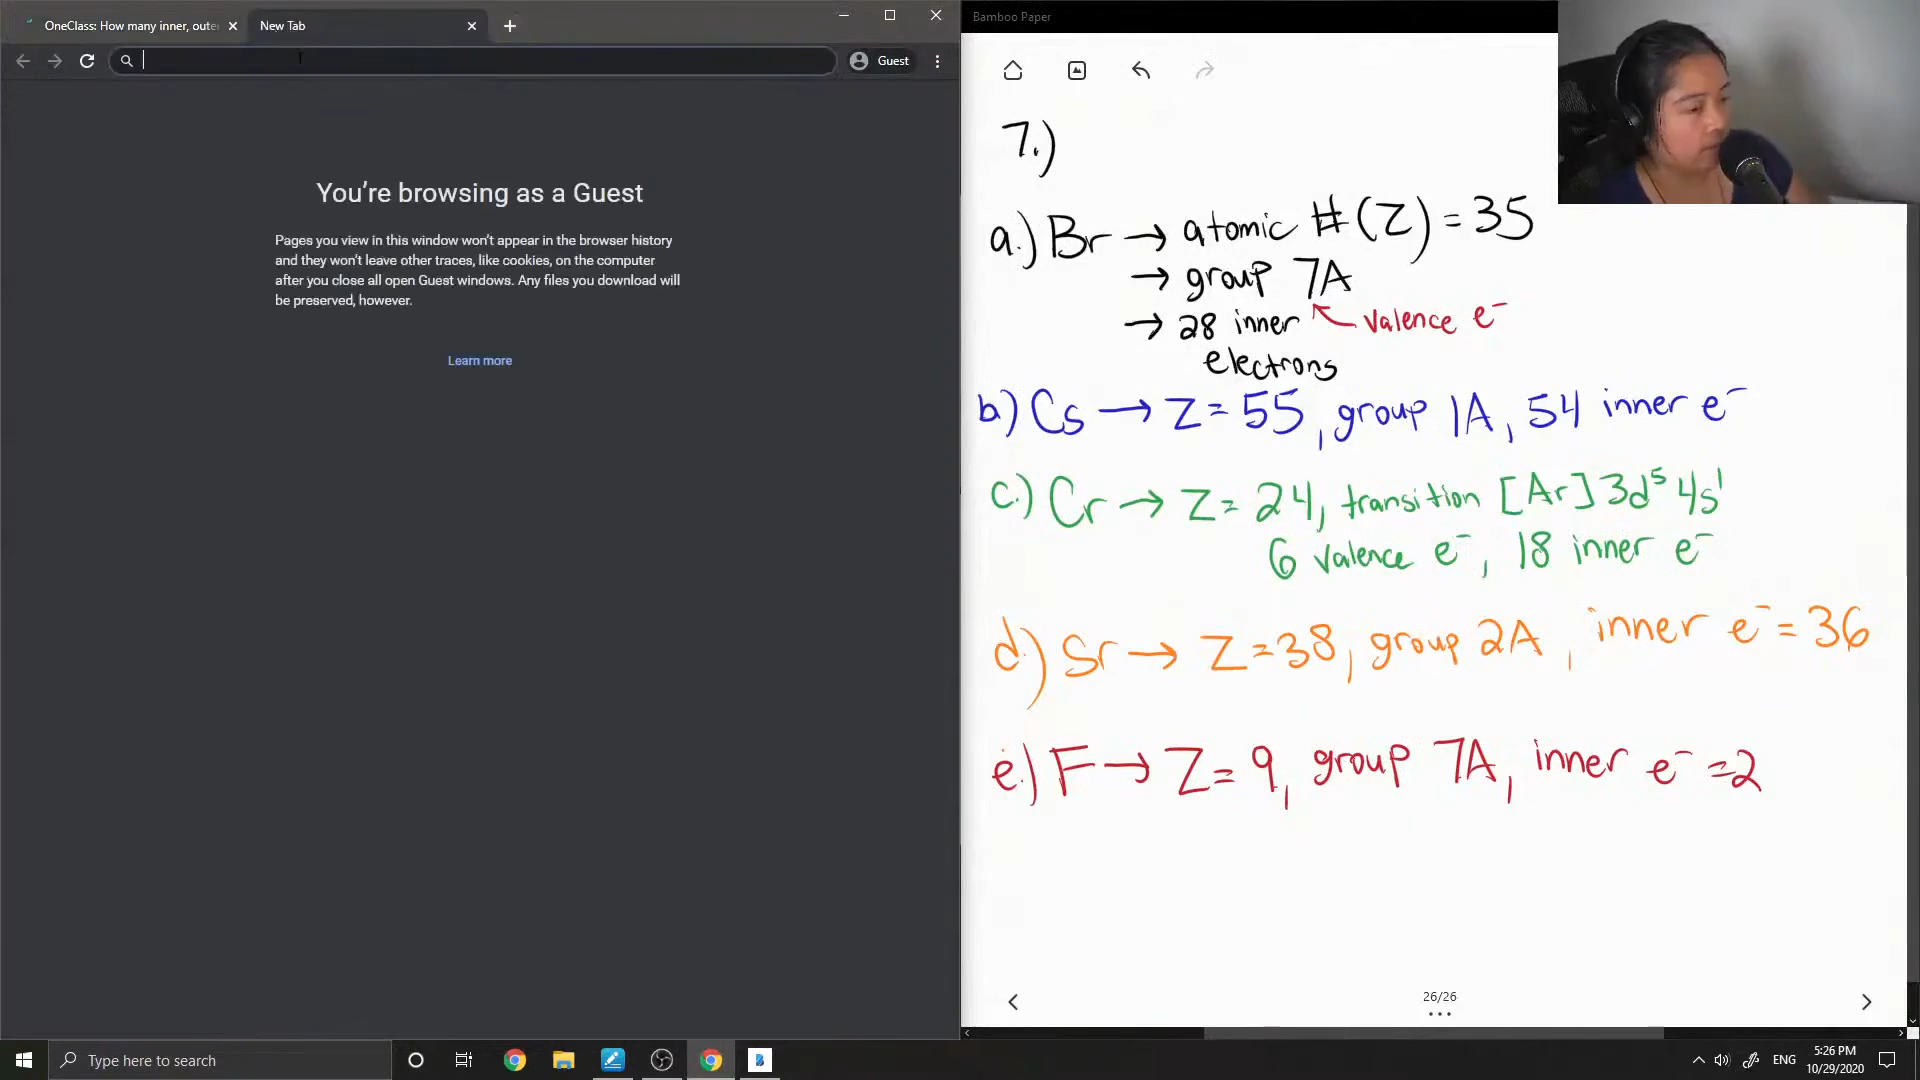 OneClass: How many inner, oute
New Tab
Guest
You're browsing as a Guest
Pages you view in this window won't appear in the browser history
and they won't leave other traces, like cookies, on the computer
after you close all open Guest windows. Any files you download will
be preserved, however.
Learn more
Bamboo Paper
7.)
a.) Br → atomic #(Z) = 35
→ group 7A
→ 28 inner
valence e⁻
electrons
b.) Cs → Z = 55, group 1A, 54 inner e⁻
c.) Cr → Z = 24, transition [Ar] 3d⁵ 4s¹
6 valence e⁻, 18 inner e⁻
d.) Sr → Z = 38, group 2A, inner e⁻ = 36
e.) F → Z = 9, group 7A, inner e⁻ = 2
26/26
Type here to search
ENG
5:26 PM
10/29/2020